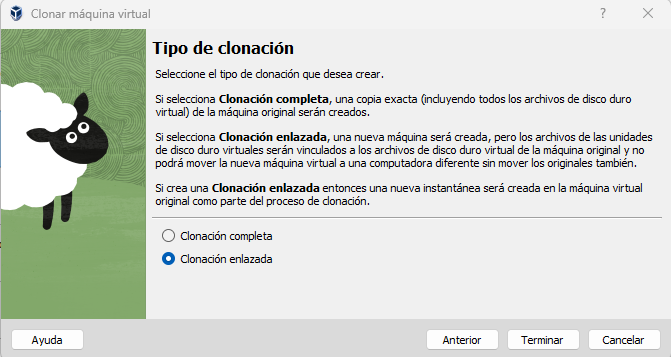 Clonar máquina virtual
Tipo de clonación
Seleccione el tipo de clonación que desea crear.
Si selecciona Clonación completa, una copia exacta (incluyendo todos los archivos de disco duro
virtual) de la máquina original serán creados.
Si selecciona Clonación enlazada, una nueva máquina será creada, pero los archivos de las unidades
de disco duro virtuales serán vinculados a los archivos de disco duro virtual de la máquina original y no
podrá mover la nueva máquina virtual a una computadora diferente sin mover los originales también.
Si crea una Clonación enlazada entonces una nueva instantánea será creada en la máquina virtual
original como parte del proceso de clonación.
Clonación completa
Clonación enlazada
Ayuda
Anterior
Terminar
Cancelar